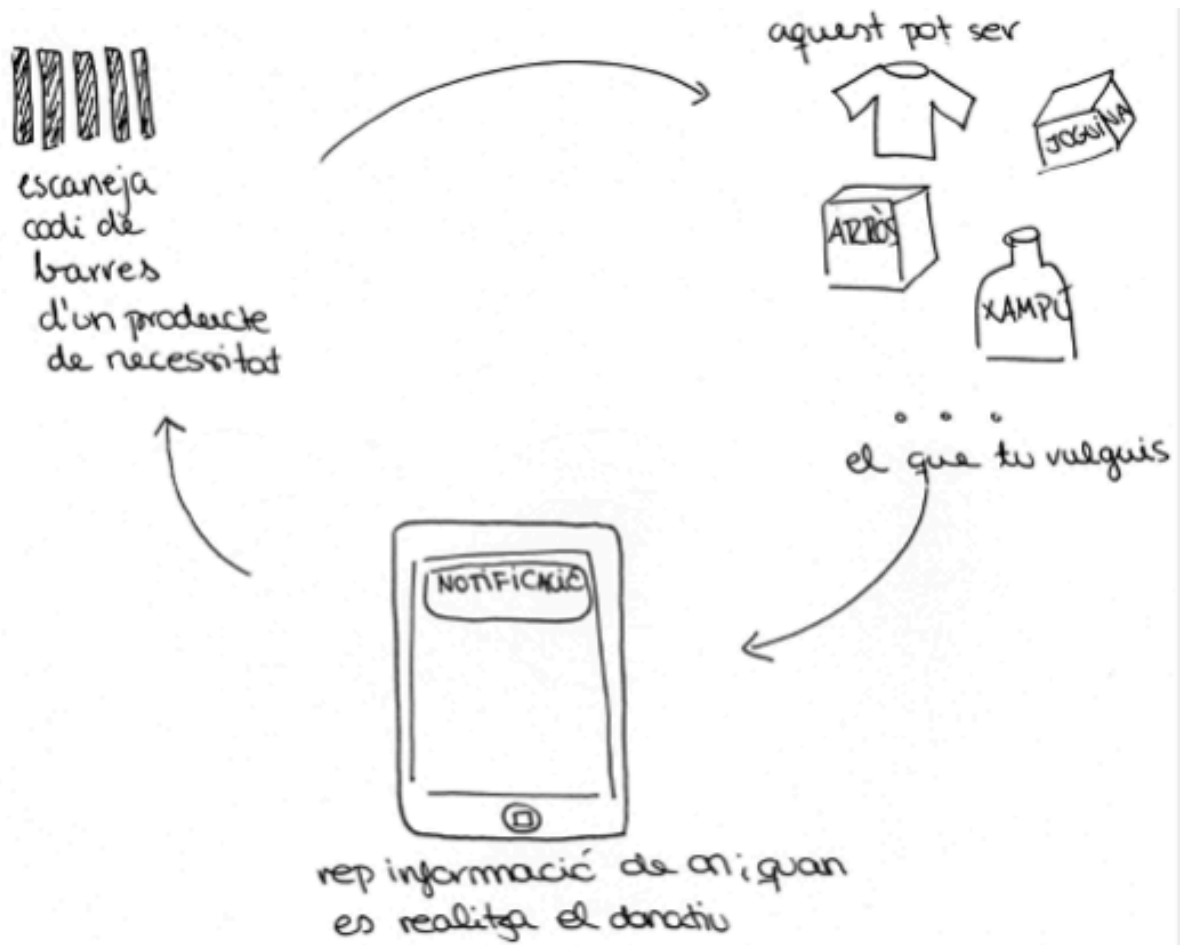 escaneja
codi de
barres
d'un producte
de necessitat
aquest pot ser
JOGUINA
ARRÒS
XAMPÚ
...
el que tu vulguis
NOTIFICACIÓ
rep informació de on i quan
es realitza el donatiu